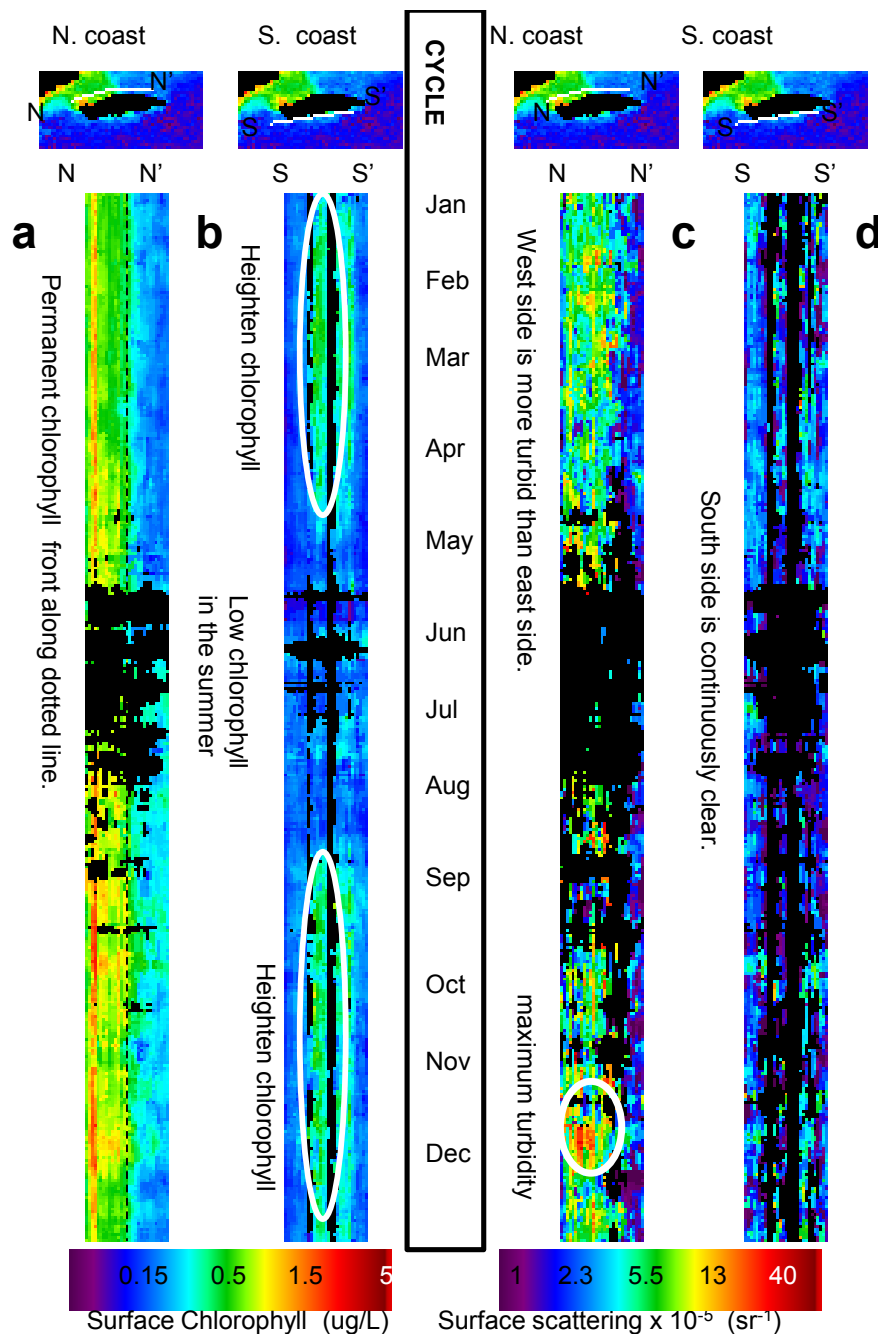 N. coast
S. coast
CYCLE
N. coast
S. coast
N
N'
S
S'
N
N'
S
S'
N
N'
S
S'
N
N'
S
S'
a
b
c
d
Permanent chlorophyll front along dotted line.
Heighten chlorophyll
Low chlorophyll
in the summer
Heighten chlorophyll
Jan
Feb
Mar
Apr
May
Jun
Jul
Aug
Sep
Oct
Nov
Dec
West side is more turbid than east side.
maximum turbidity
South side is continuously clear.
0.15 0.5 1.5 5
Surface Chlorophyll (ug/L)
1 2.3 5.5 13 40
Surface scattering x 10⁻⁵ (sr⁻¹)